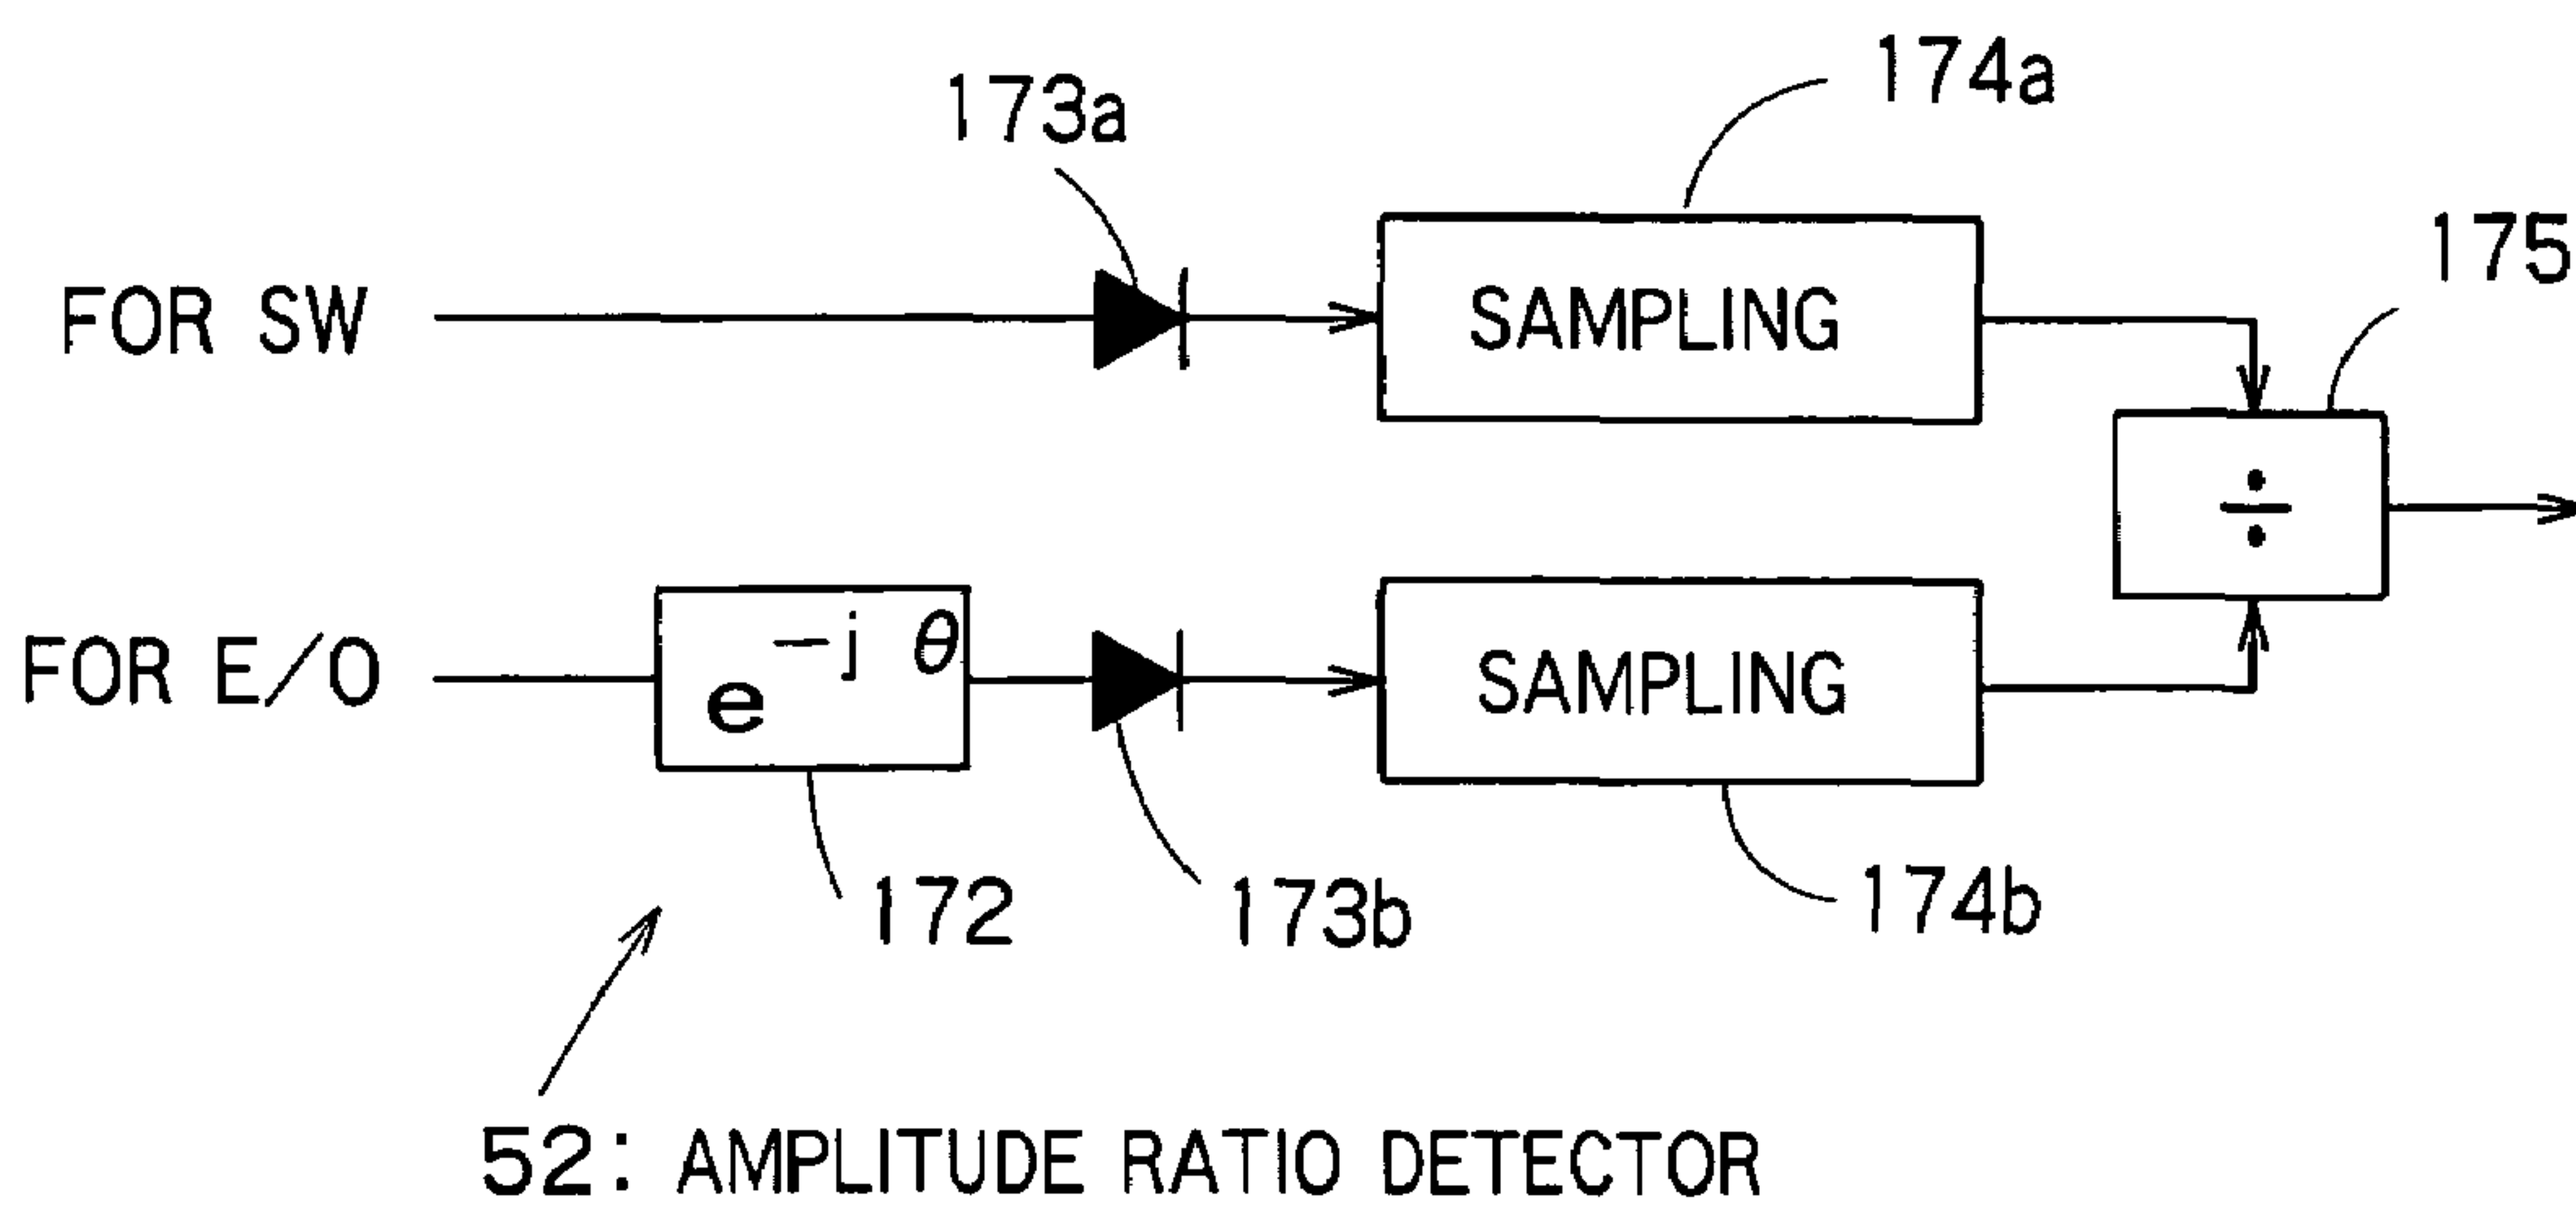 173a
174a
175
FOR SW
SAMPLING
÷
FOR E/O
e^{-jθ}
SAMPLING
172
173b
174b
52: AMPLITUDE RATIO DETECTOR